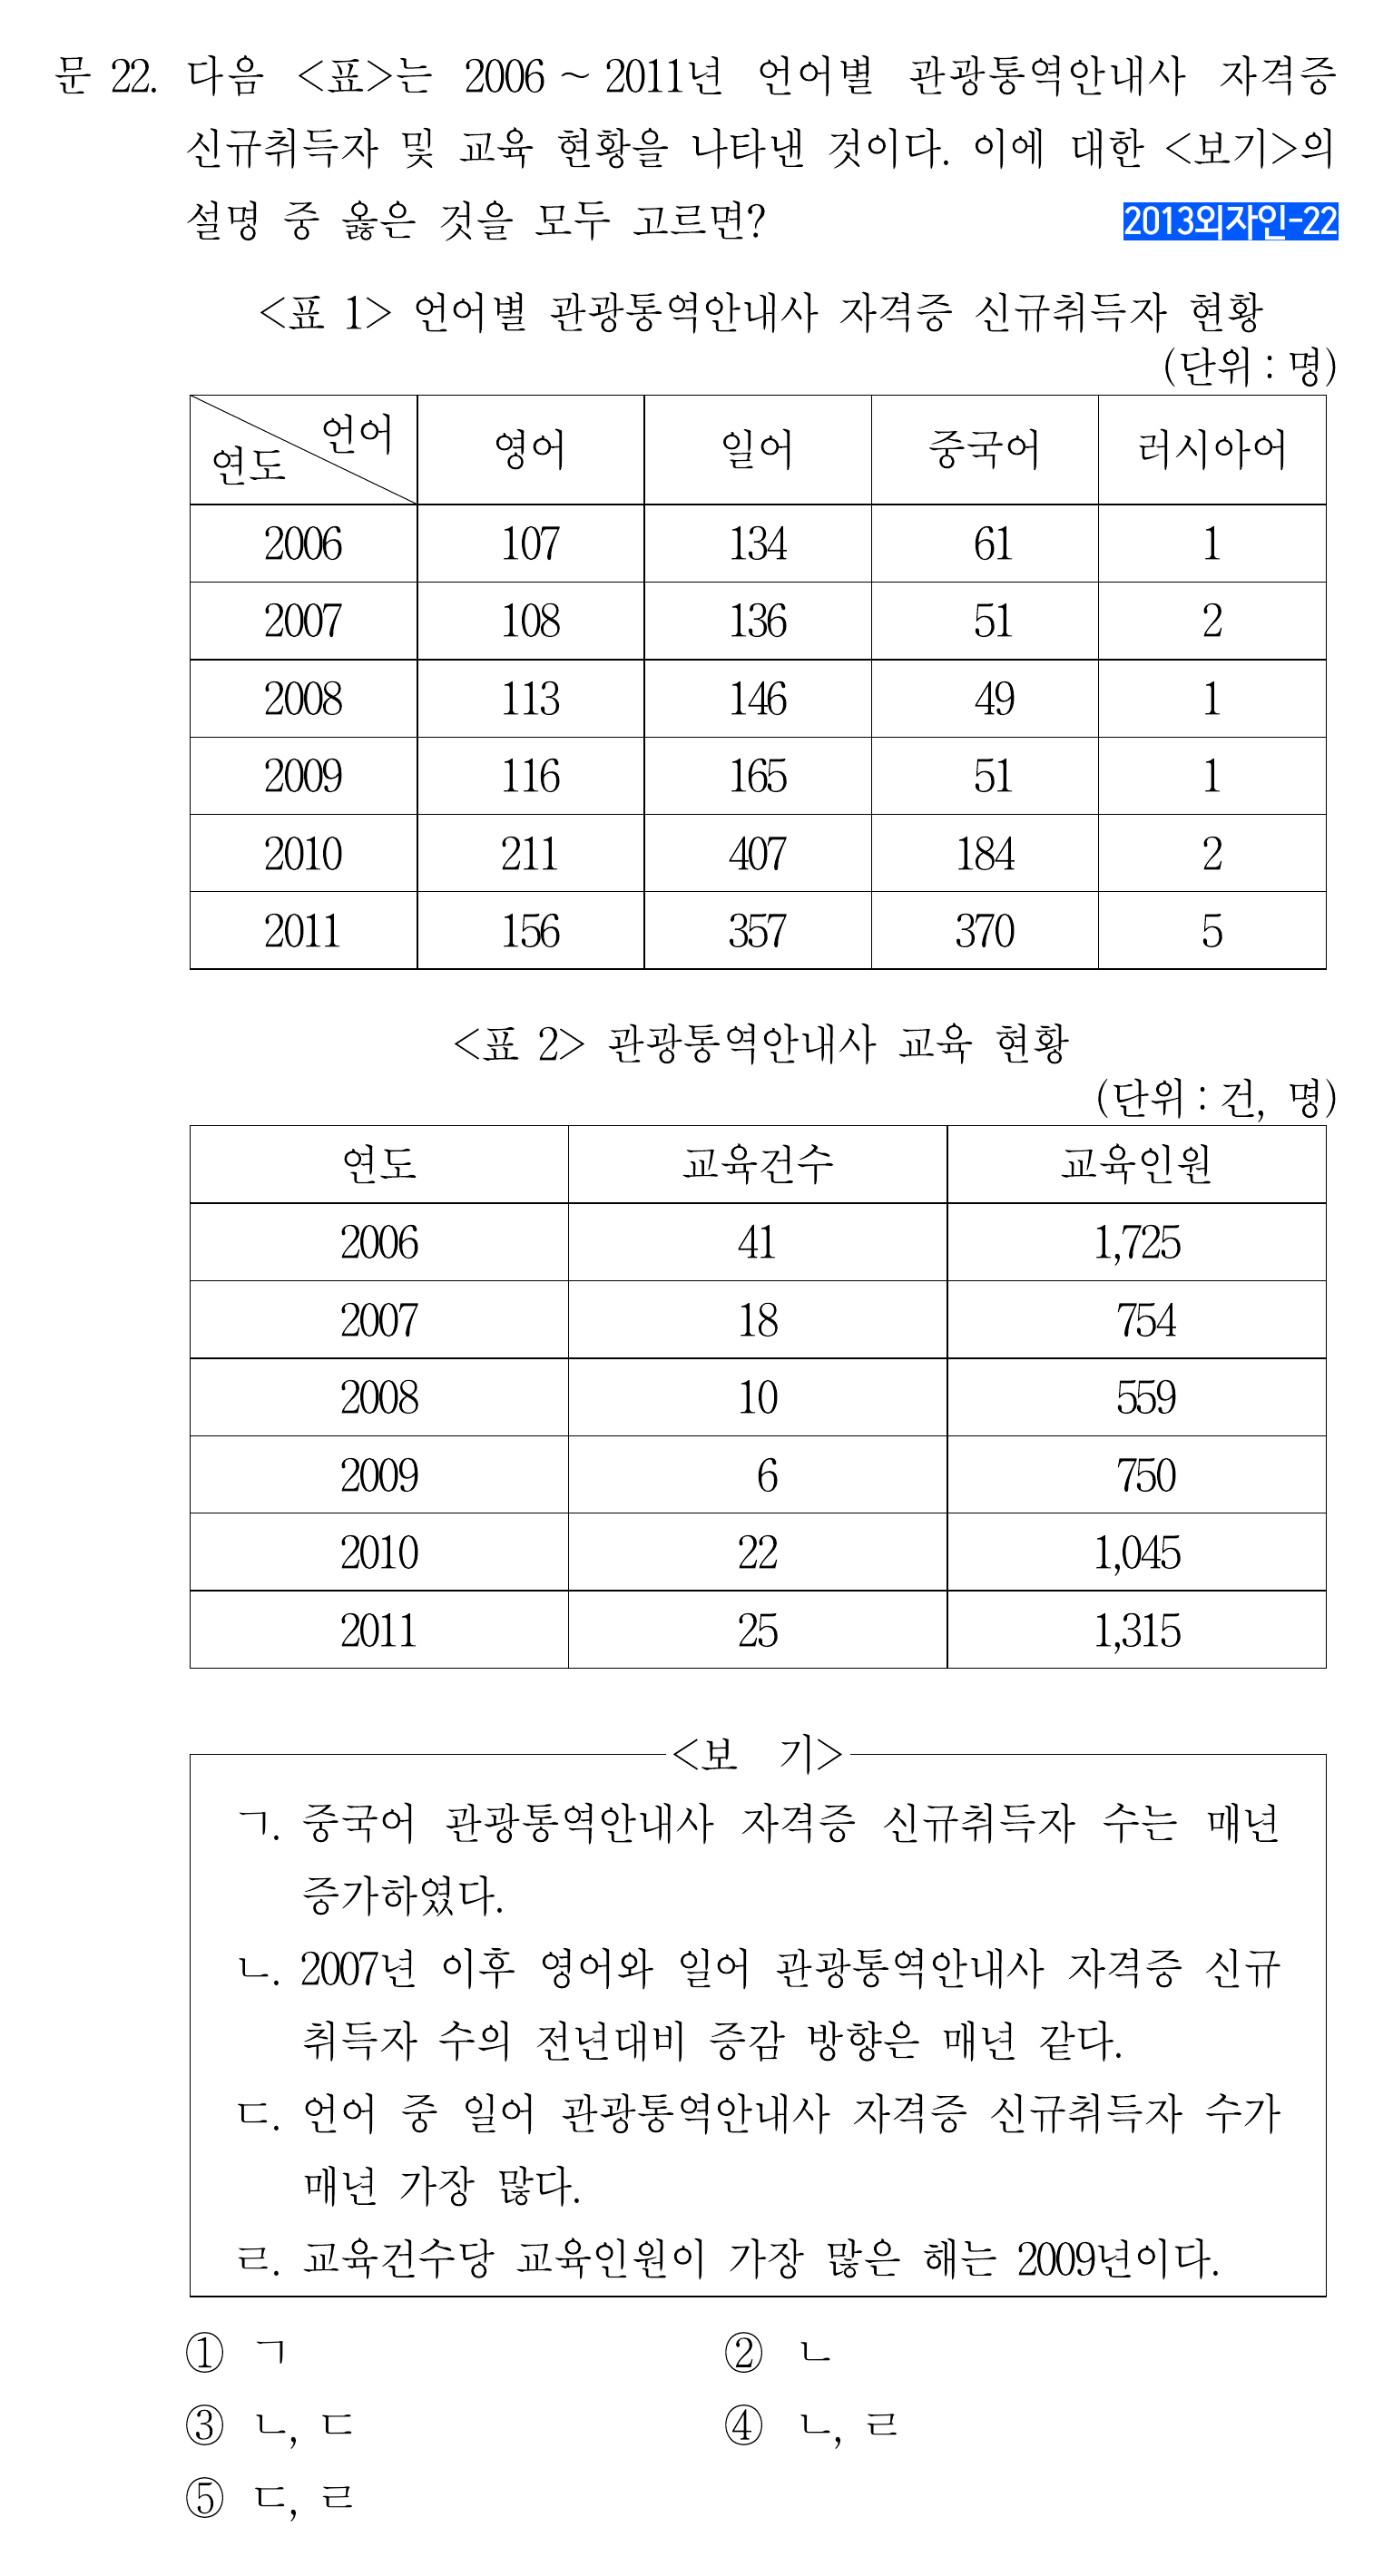 문 22. 다음 <표>는 2006 ~ 2011년 언어별 관광통역안내사 자격증
신규취득자 및 교육 현황을 나타낸 것이다. 이에 대한 <보기>의
설명 중 옳은 것을 모두 고르면?
2013외자인-22
<표 1> 언어별 관광통역안내사 자격증 신규취득자 현황
(단위 : 명)
연도 언어 영어 일어 중국어 러시아어
2006 107 134 61 1
2007 108 136 51 2
2008 113 146 49 1
2009 116 165 51 1
2010 211 407 184 2
2011 156 357 370 5
<표 2> 관광통역안내사 교육 현황
(단위 : 건, 명)
연도 교육건수 교육인원
2006 41 1,725
2007 18 754
2008 10 559
2009 6 750
2010 22 1,045
2011 25 1,315
<보 기>
ㄱ. 중국어 관광통역안내사 자격증 신규취득자 수는 매년
증가하였다.
ㄴ. 2007년 이후 영어와 일어 관광통역안내사 자격증 신규
취득자 수의 전년대비 증감 방향은 매년 같다.
ㄷ. 언어 중 일어 관광통역안내사 자격증 신규취득자 수가
매년 가장 많다.
ㄹ. 교육건수당 교육인원이 가장 많은 해는 2009년이다.
① ㄱ ② ㄴ
③ ㄴ, ㄷ ④ ㄴ, ㄹ
⑤ ㄷ, ㄹ